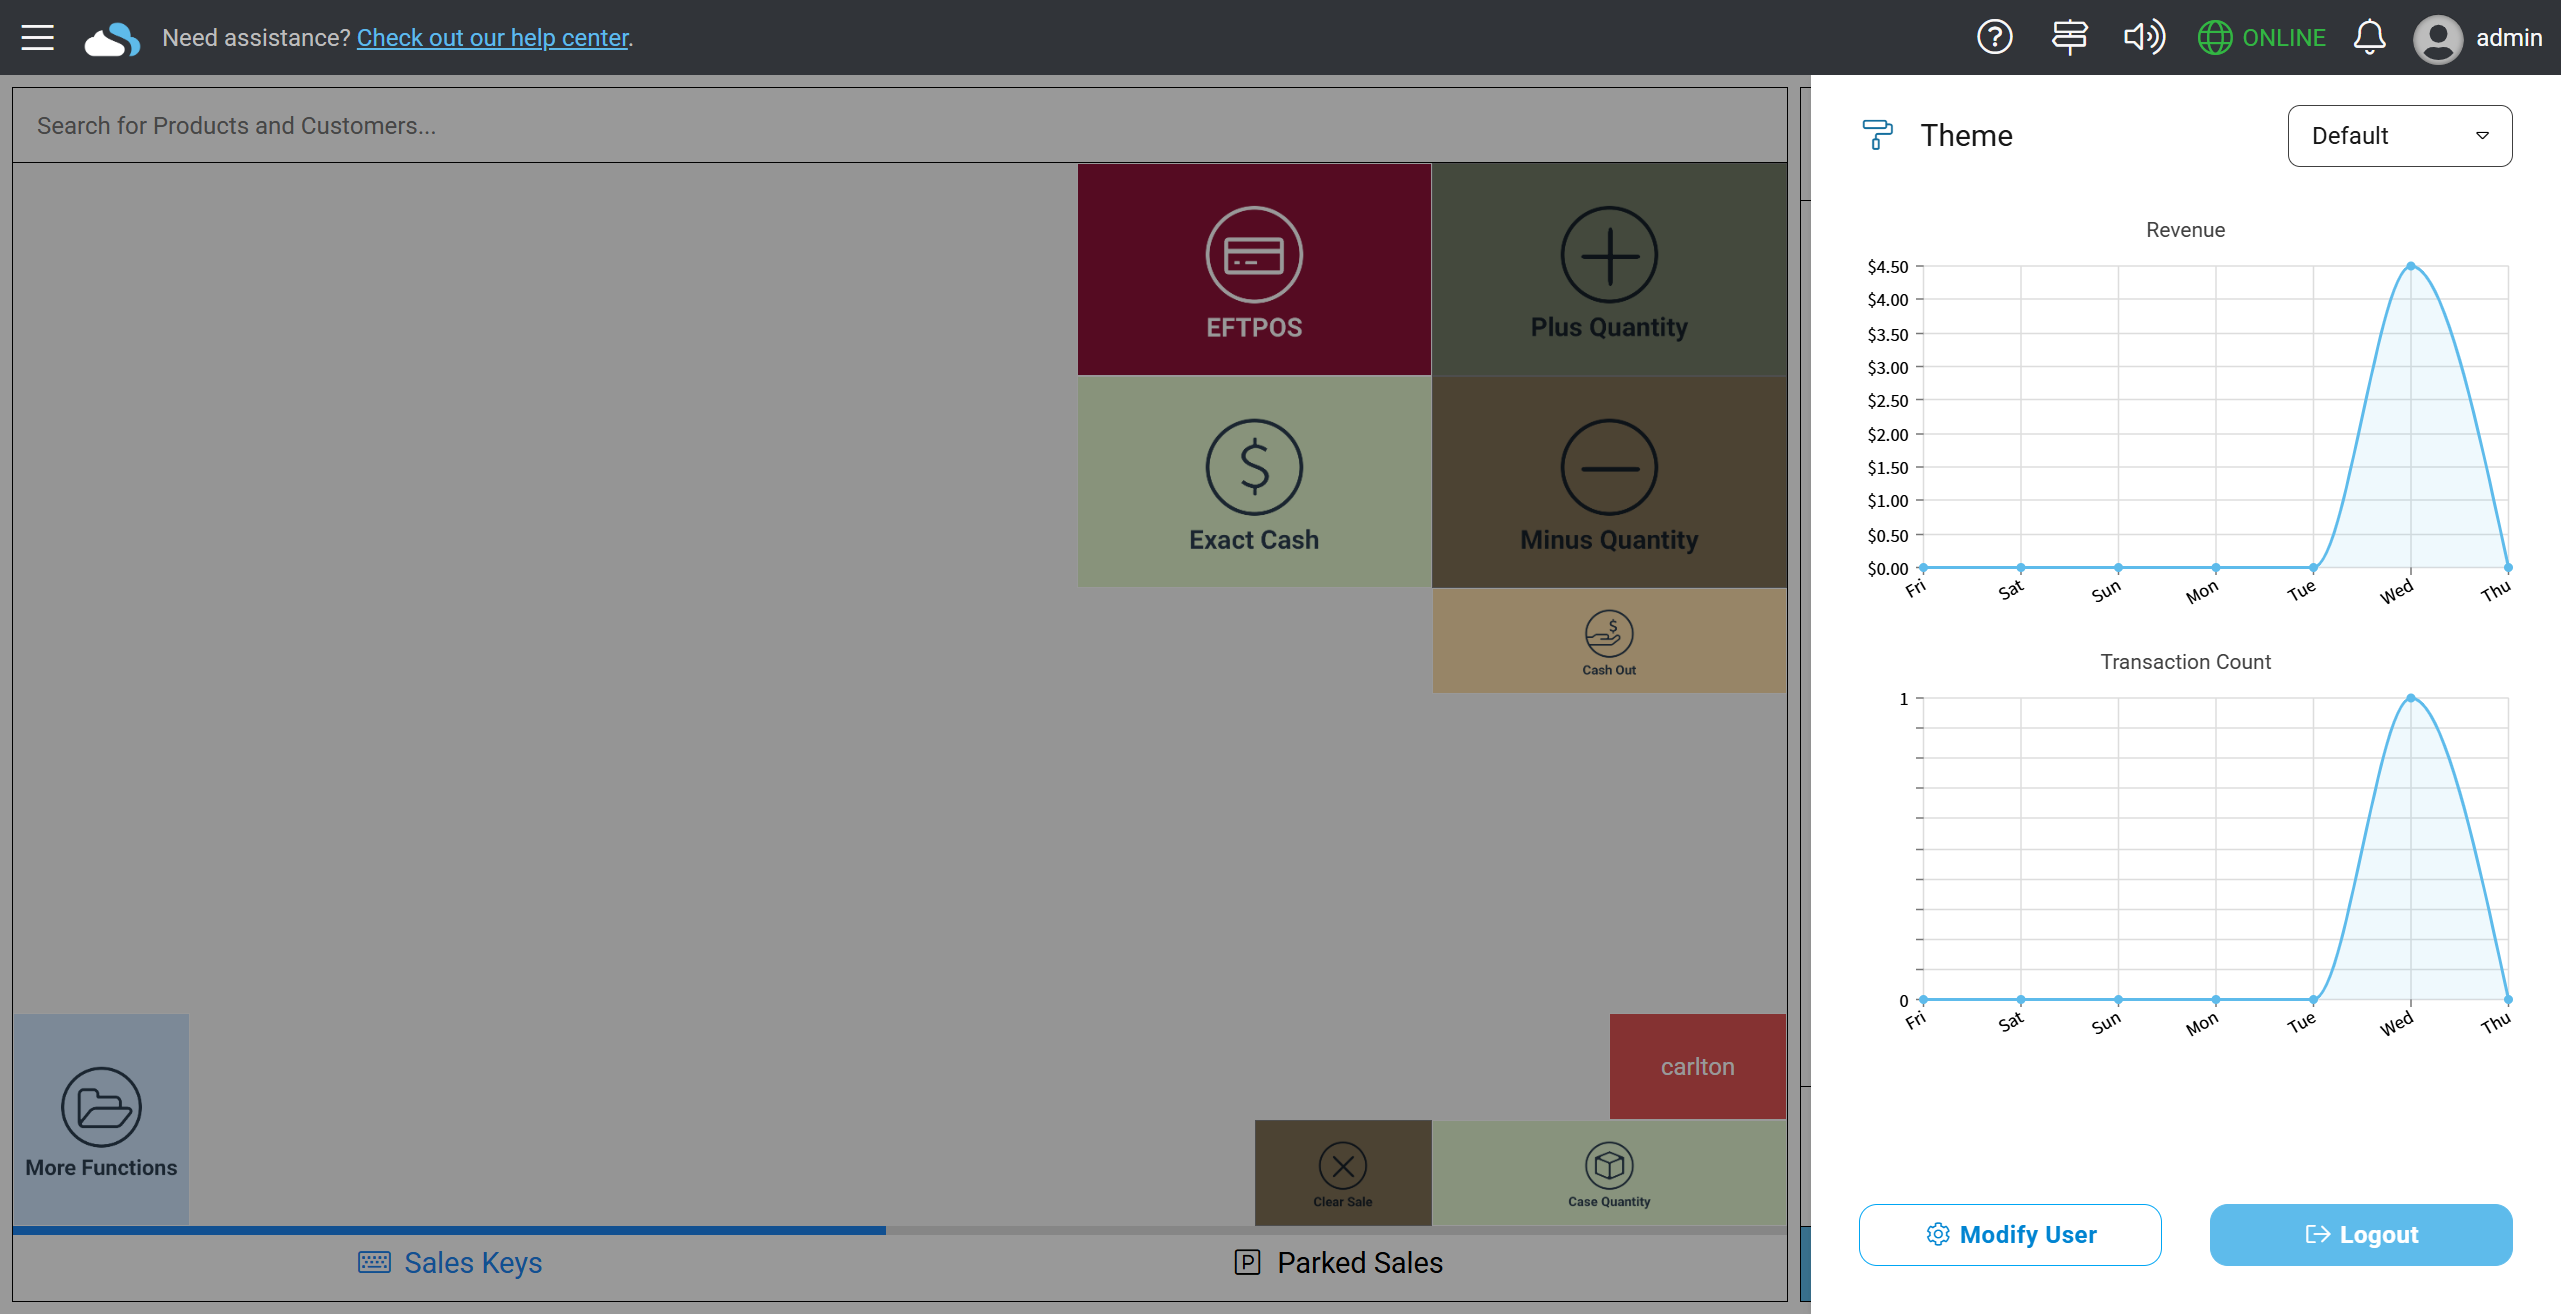 Need assistance? Check out our help center.
ONLINE
admin
Search for Products and Customers...
EFTPOS
Plus Quantity
Exact Cash
Minus Quantity
Cash Out
carlton
More Functions
Clear Sale
Case Quantity
Sales Keys
P Parked Sales
Theme
Default
Revenue
$4.50
$4.00
$3.50
$3.00
$2.50
$2.00
$1.50
$1.00
$0.50
$0.00
Fri Sat Sun Mon Tue Wed Thu
Transaction Count
1
0
Fri Sat Sun Mon Tue Wed Thu
Modify User
Logout